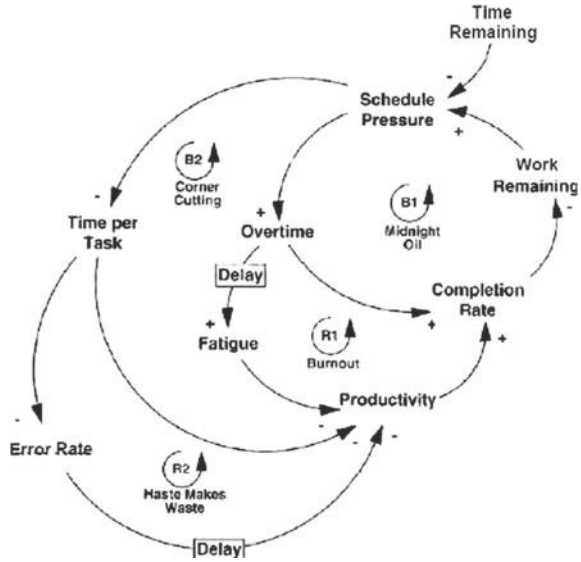 Time
Remaining
-
Schedule
Pressure
+
B2
Corner
Cutting
Work
Remaining
-
B1
Midnight
Oil
-
Time per
Task
+
Overtime
Delay
Completion
Rate
+
+
+
Fatigue
R1
Burnout
Productivity
-
-
-
-
Error Rate
R2
Haste Makes
Waste
Delay